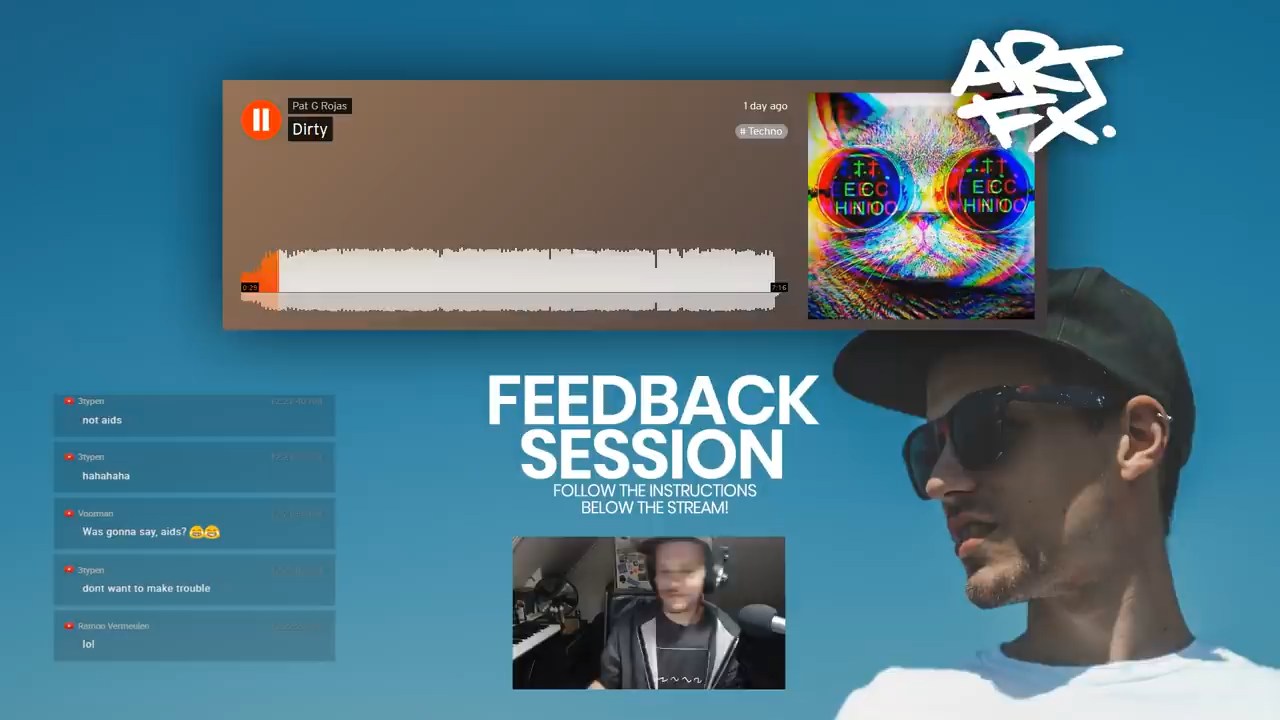 ART
FX.
Pat G Rojas
Dirty
1 day ago
# Techno
0:29
7:16
FEEDBACK
SESSION
FOLLOW THE INSTRUCTIONS
BELOW THE STREAM!
3typen
not aids
3typen
hahahaha
Voorman
Was gonna say, aids? 😂😂
3typen
dont want to make trouble
Ramon Vermeulen
lol